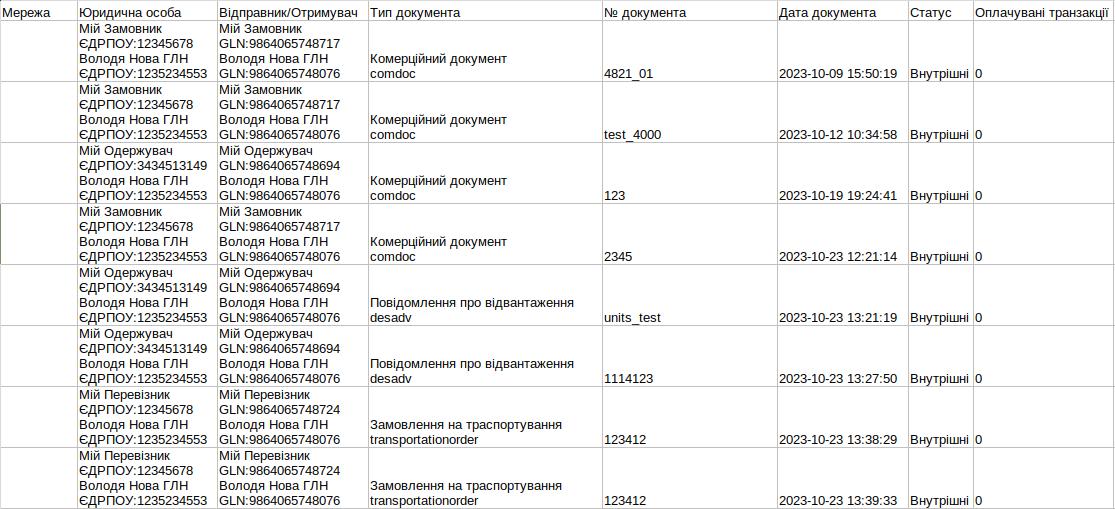 Мережа Юридична особа Відправник/Отримувач Тип документа № документа Дата документа Статус Оплачувані транзакції
Мій Замовник Мій Замовник
ЄДРПОУ:12345678 GLN:9864065748717
Володя Нова ГЛН Володя Нова ГЛН Комерційний документ
ЄДРПОУ:1235234553 GLN:9864065748076 comdoc 4821_01 2023-10-09 15:50:19 Внутрішні 0
Мій Замовник Мій Замовник
ЄДРПОУ:12345678 GLN:9864065748717
Володя Нова ГЛН Володя Нова ГЛН Комерційний документ
ЄДРПОУ:1235234553 GLN:9864065748076 comdoc test_4000 2023-10-12 10:34:58 Внутрішні 0
Мій Одержувач Мій Одержувач
ЄДРПОУ:3434513149 GLN:9864065748694
Володя Нова ГЛН Володя Нова ГЛН Комерційний документ
ЄДРПОУ:1235234553 GLN:9864065748076 comdoc 123 2023-10-19 19:24:41 Внутрішні 0
Мій Замовник Мій Замовник
ЄДРПОУ:12345678 GLN:9864065748717
Володя Нова ГЛН Володя Нова ГЛН Комерційний документ
ЄДРПОУ:1235234553 GLN:9864065748076 comdoc 2345 2023-10-23 12:21:14 Внутрішні 0
Мій Одержувач Мій Одержувач
ЄДРПОУ:3434513149 GLN:9864065748694
Володя Нова ГЛН Володя Нова ГЛН Повідомлення про відвантаження
ЄДРПОУ:1235234553 GLN:9864065748076 desadv units_test 2023-10-23 13:21:19 Внутрішні 0
Мій Одержувач Мій Одержувач
ЄДРПОУ:3434513149 GLN:9864065748694
Володя Нова ГЛН Володя Нова ГЛН Повідомлення про відвантаження
ЄДРПОУ:1235234553 GLN:9864065748076 desadv 1114123 2023-10-23 13:27:50 Внутрішні 0
Мій Перевізник Мій Перевізник
ЄДРПОУ:12345678 GLN:9864065748724
Володя Нова ГЛН Володя Нова ГЛН Замовлення на траспортування
ЄДРПОУ:1235234553 GLN:9864065748076 transportationorder 123412 2023-10-23 13:38:29 Внутрішні 0
Мій Перевізник Мій Перевізник
ЄДРПОУ:12345678 GLN:9864065748724
Володя Нова ГЛН Володя Нова ГЛН Замовлення на траспортування
ЄДРПОУ:1235234553 GLN:9864065748076 transportationorder 123412 2023-10-23 13:39:33 Внутрішні 0